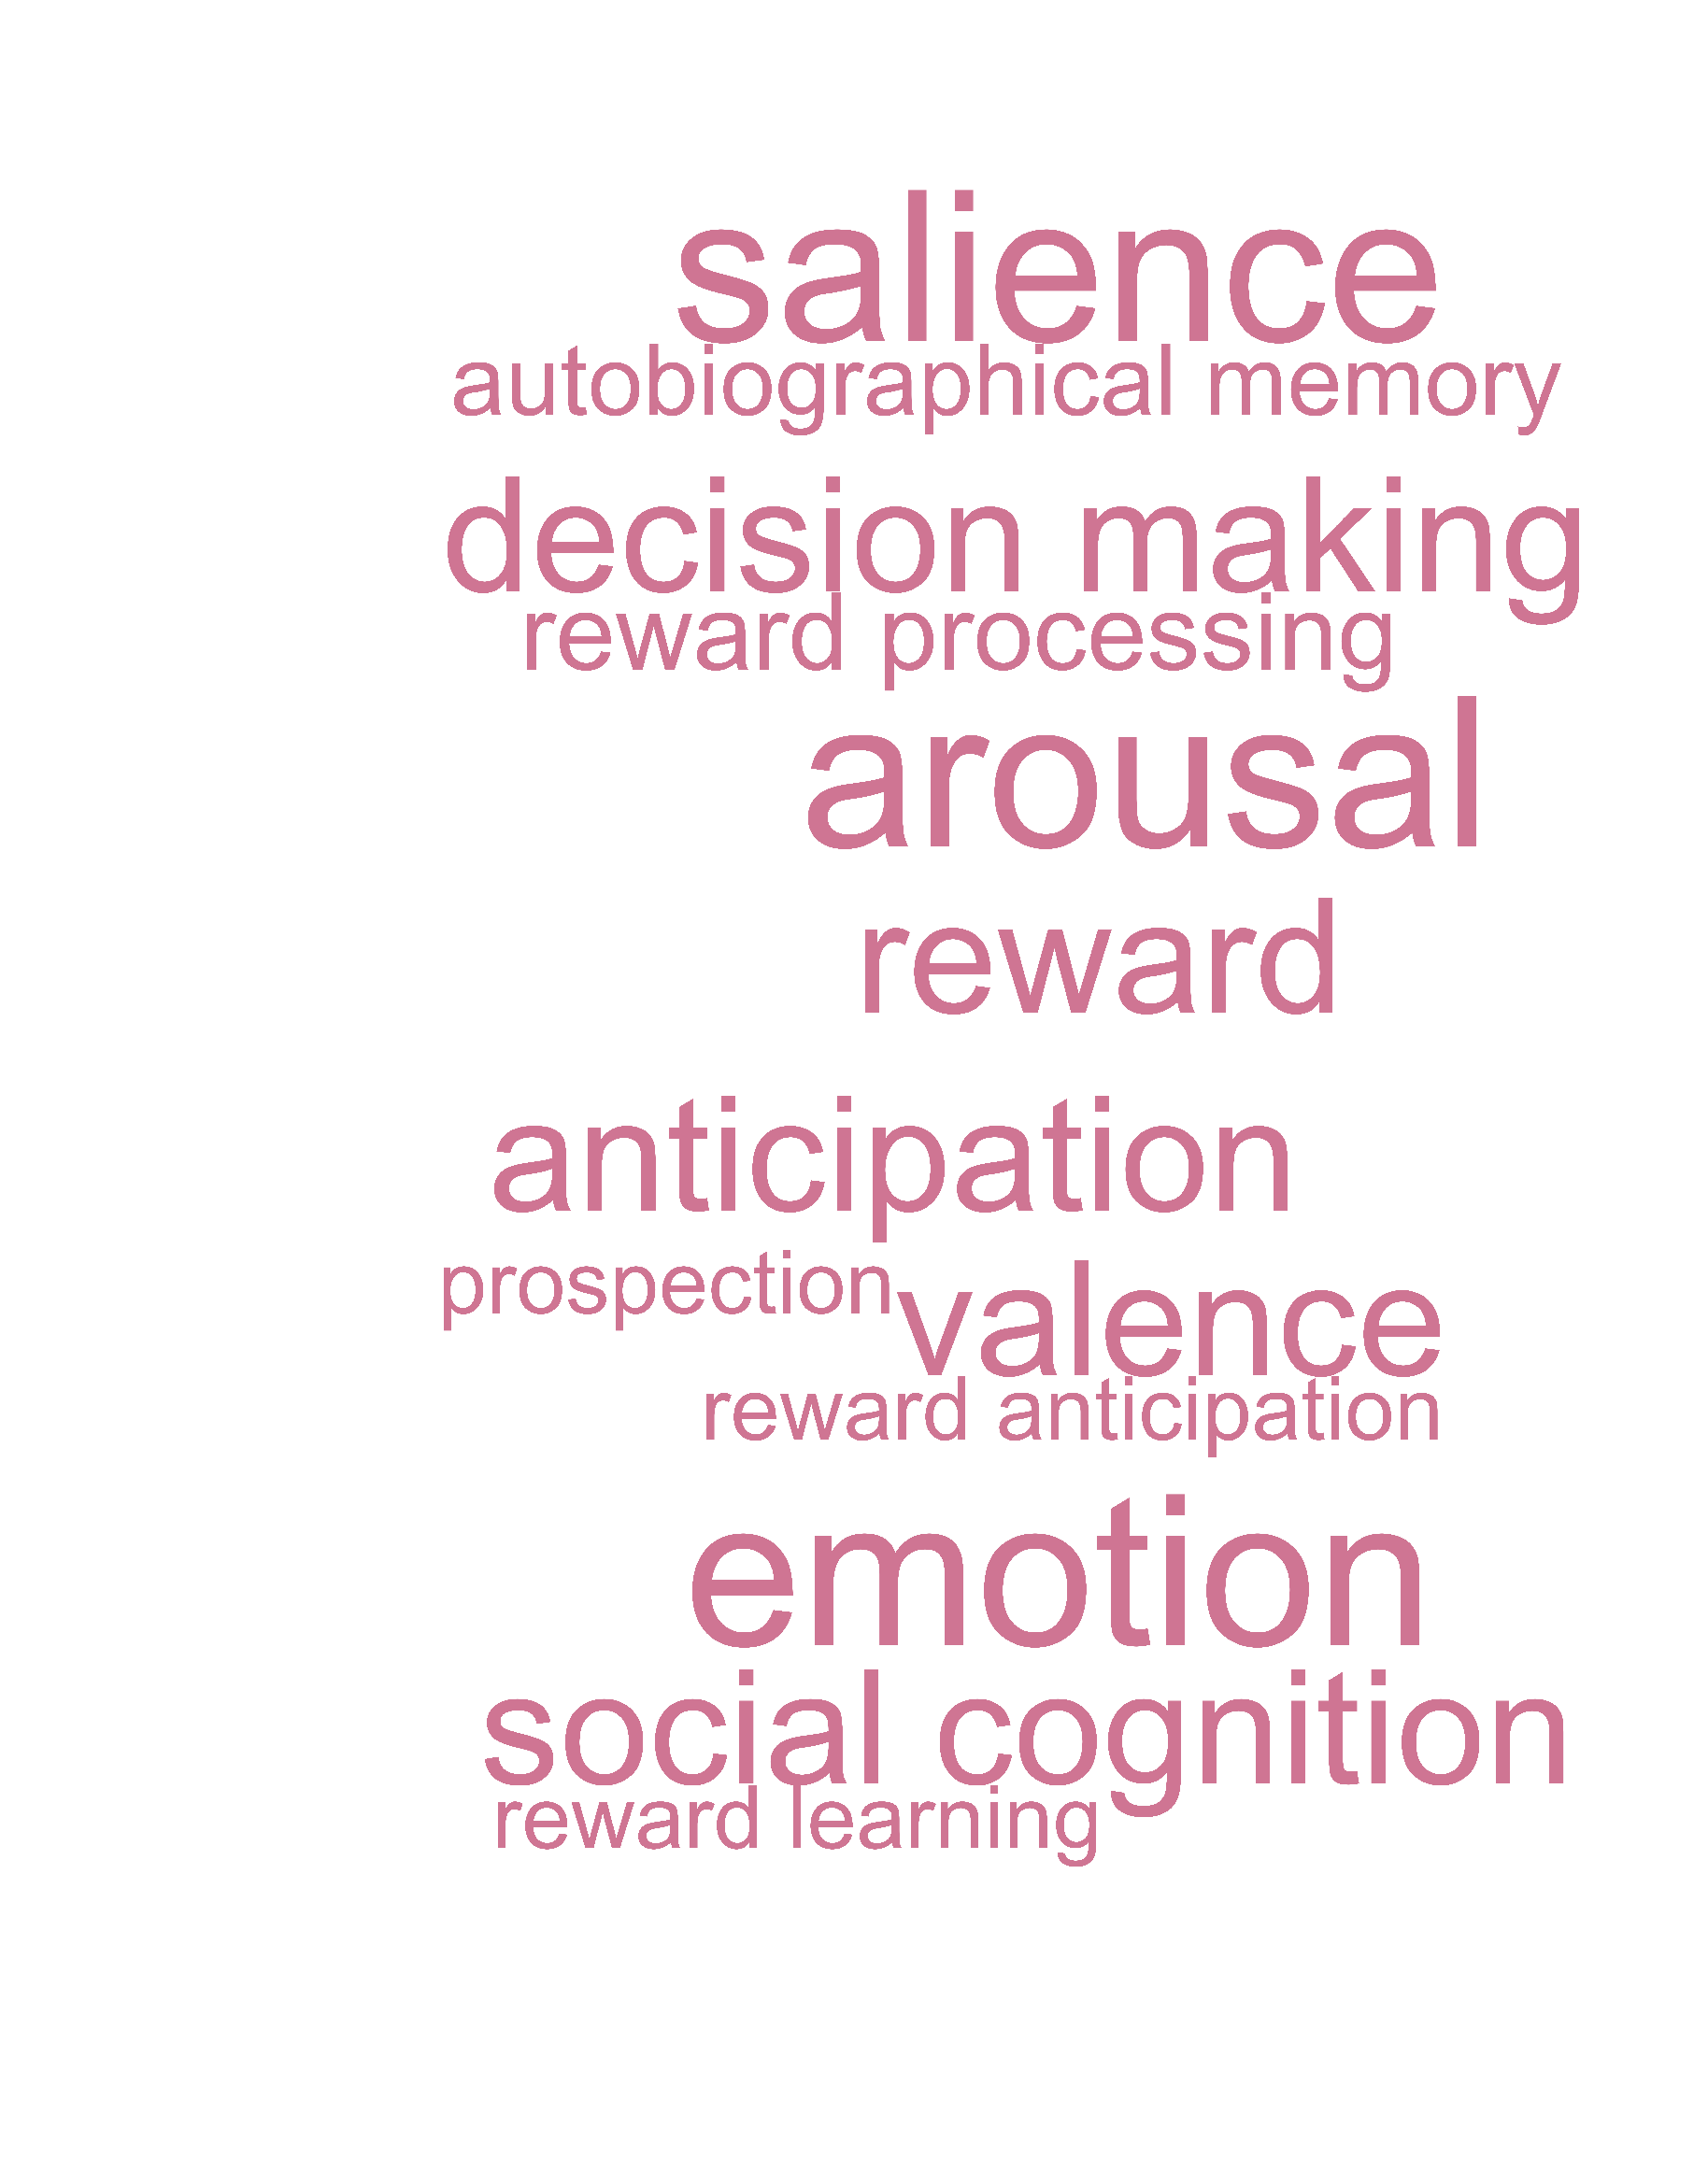 salience
autobiographical memory
decision making
reward processing
arousal
reward
anticipation
prospection
valence
reward anticipation
emotion
social cognition
reward learning